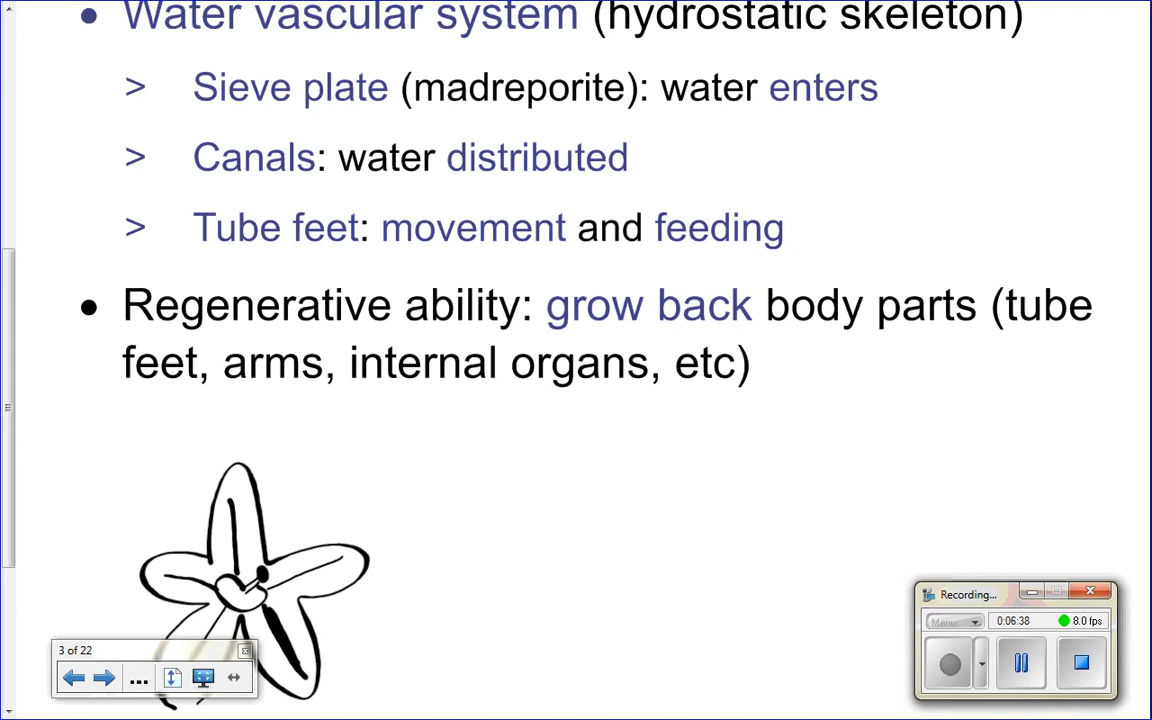 • Water vascular system (hydrostatic skeleton)
> Sieve plate (madreporite): water enters
> Canals: water distributed
> Tube feet: movement and feeding
• Regenerative ability: grow back body parts (tube
feet, arms, internal organs, etc)
3 of 22
...
Recording...
Menu
0:06:38
8.0 fps